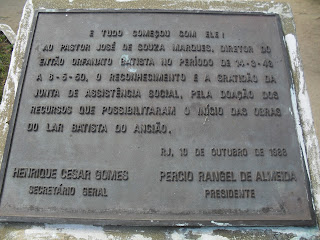 E TUDO COMEÇOU COM ELE!
AO PASTOR JOSÉ DE SOUZA MARQUES, DIRETOR DO
ENTÃO ORFANATO BATISTA NO PERÍODO DE 14-3-48
A 8-5-60, O RECONHECIMENTO E A GRATIDÃO DA
JUNTA DE ASSISTÊNCIA SOCIAL, PELA DOAÇÃO DOS
RECURSOS QUE POSSIBILITARAM O INÍCIO DAS OBRAS
DO LAR BATISTA DO ANCIÃO.
RJ, 10 DE OUTUBRO DE 1988
HENRIQUE CESAR GOMES PERCIO RANGEL DE ALMEIDA
SECRETÁRIO GERAL PRESIDENTE